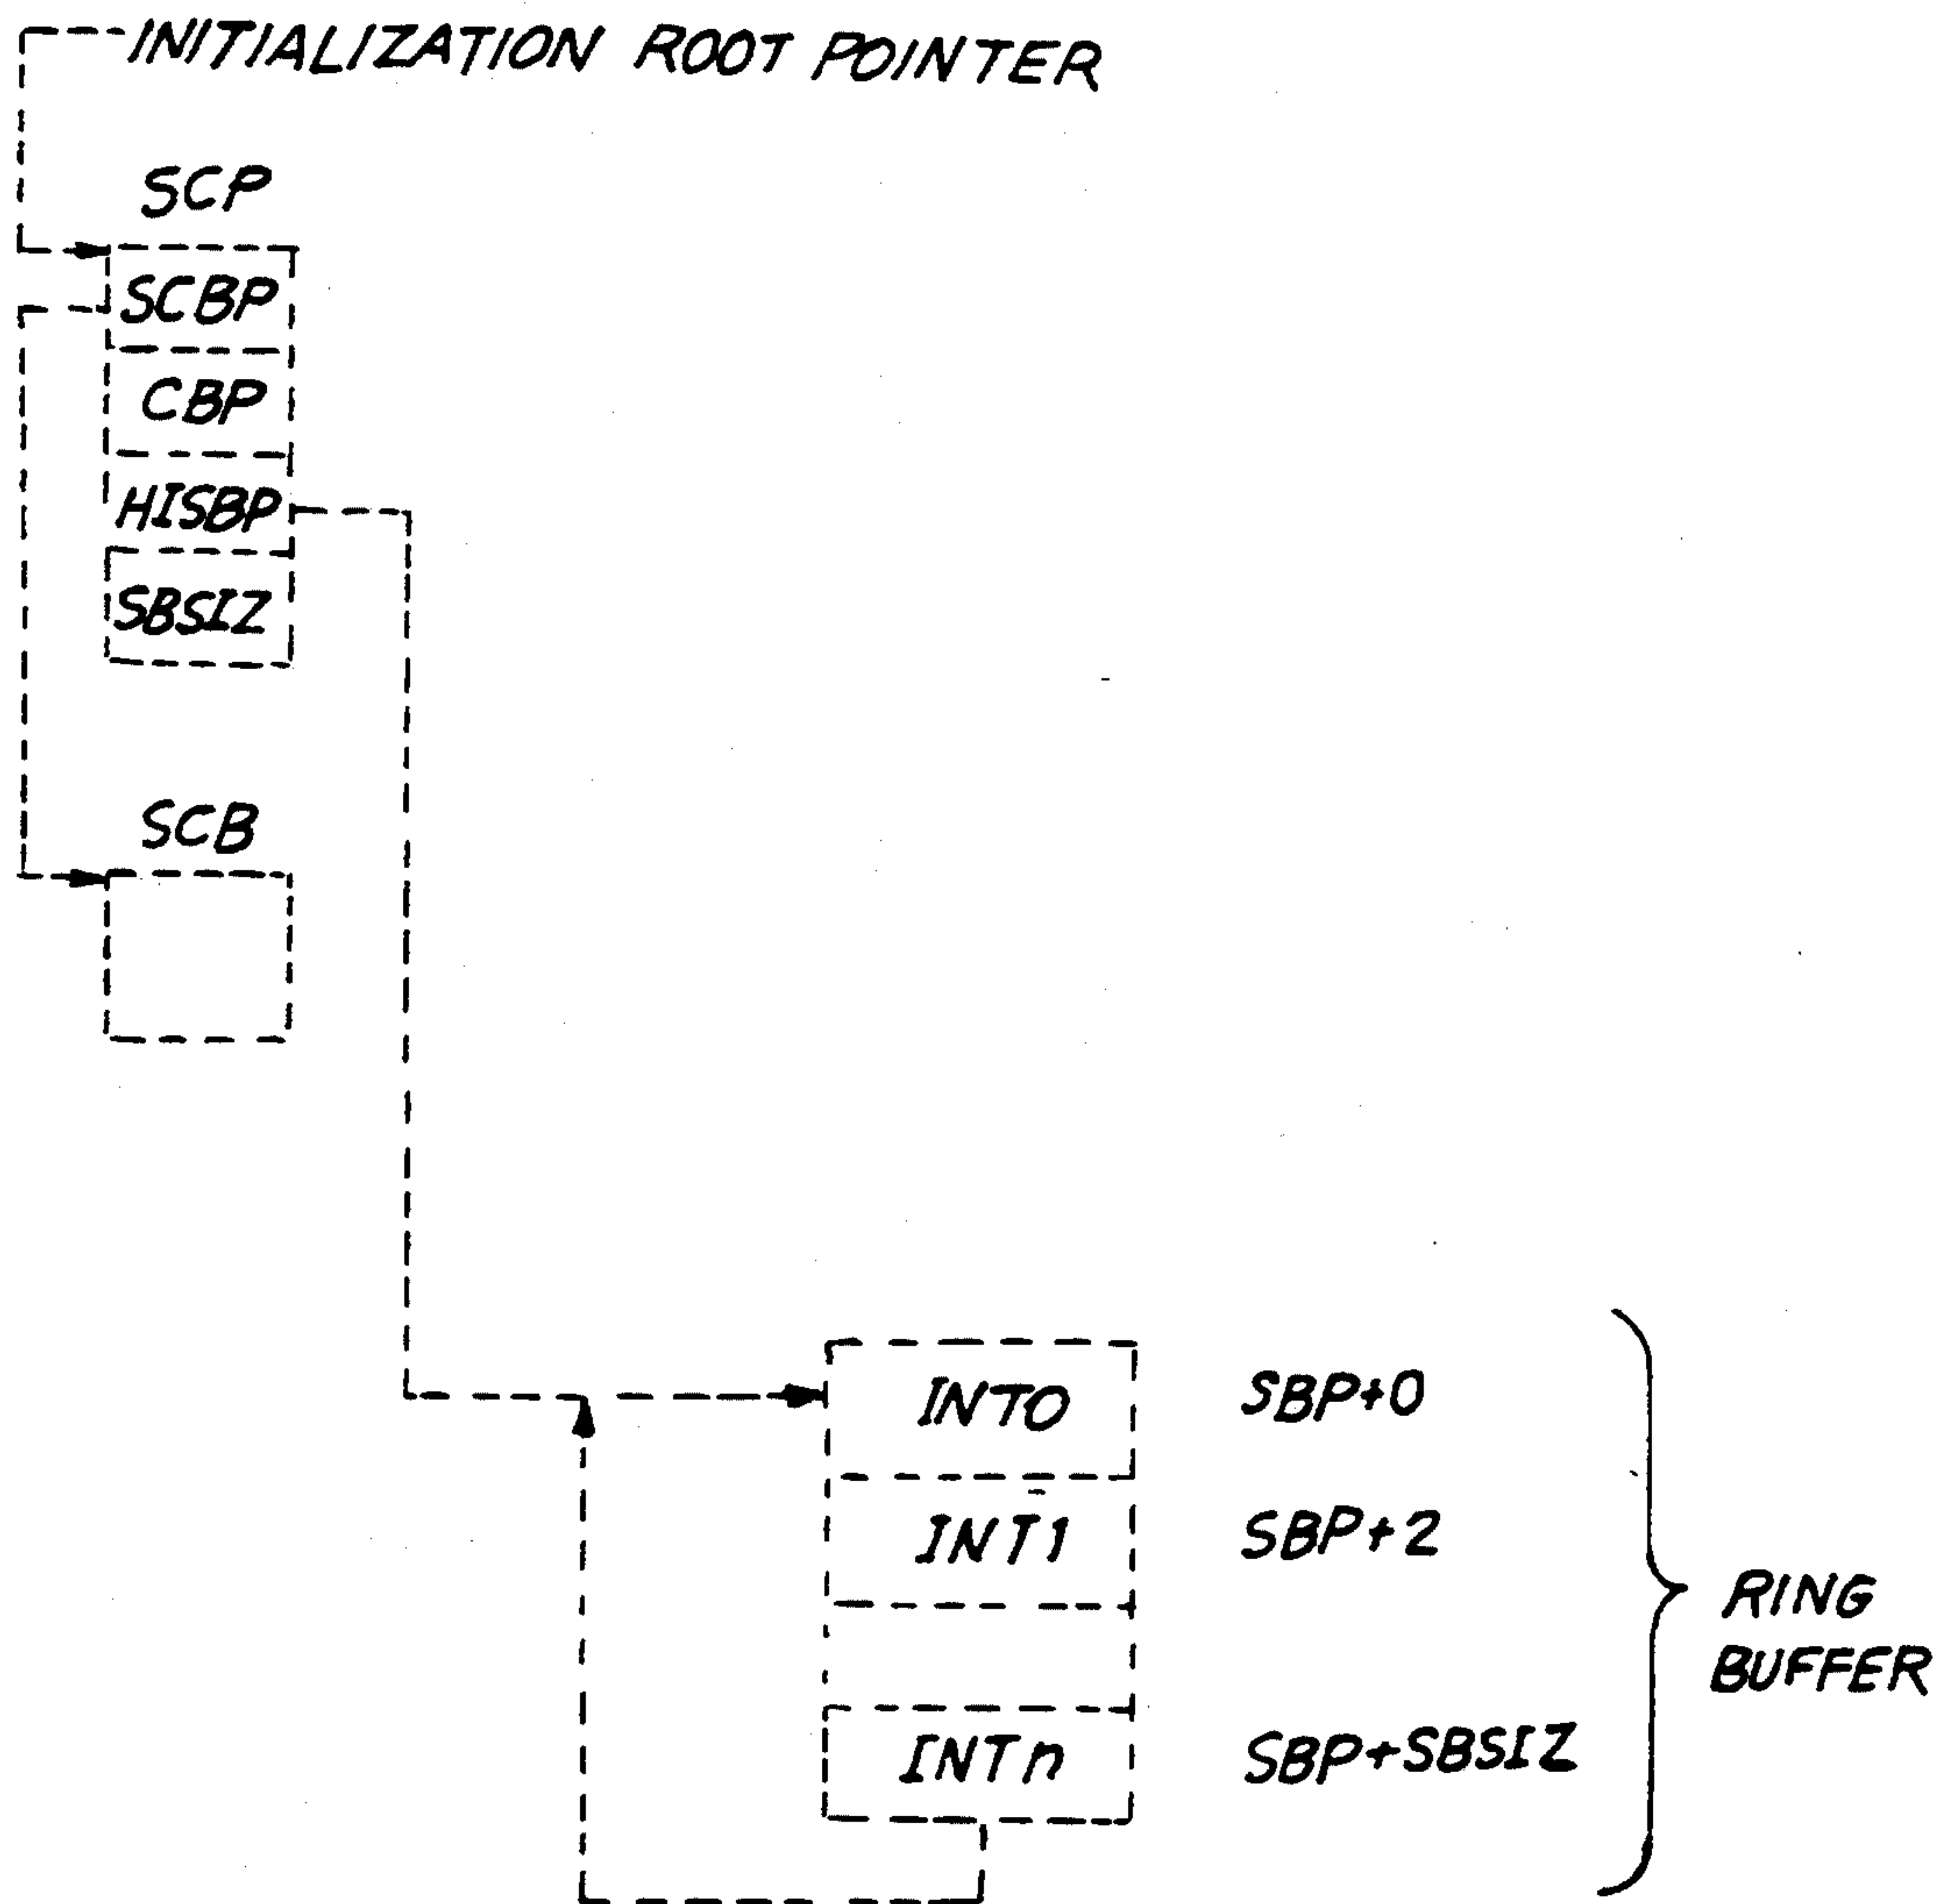 INITIALIZATION ROOT POINTER
SCP
SCBP
CBP
HISBP
SBSIZ
SCB
INT0 SBP+0
INT1 SBP+2
INTn SBP+SBSIZ
RING
BUFFER